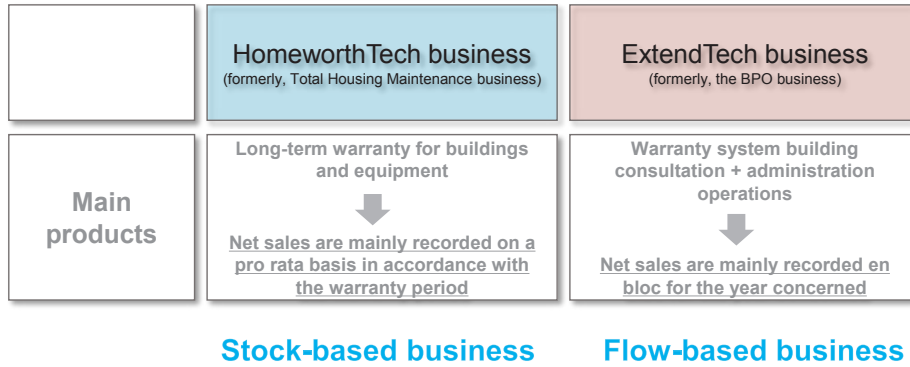 HomeworthTech business
(formerly, Total Housing Maintenance business)
ExtendTech business
(formerly, the BPO business)
Main
products
Long-term warranty for buildings
and equipment
Net sales are mainly recorded on a
pro rata basis in accordance with
the warranty period
Warranty system building
consultation + administration
operations
Net sales are mainly recorded en
bloc for the year concerned
Stock-based business
Flow-based business